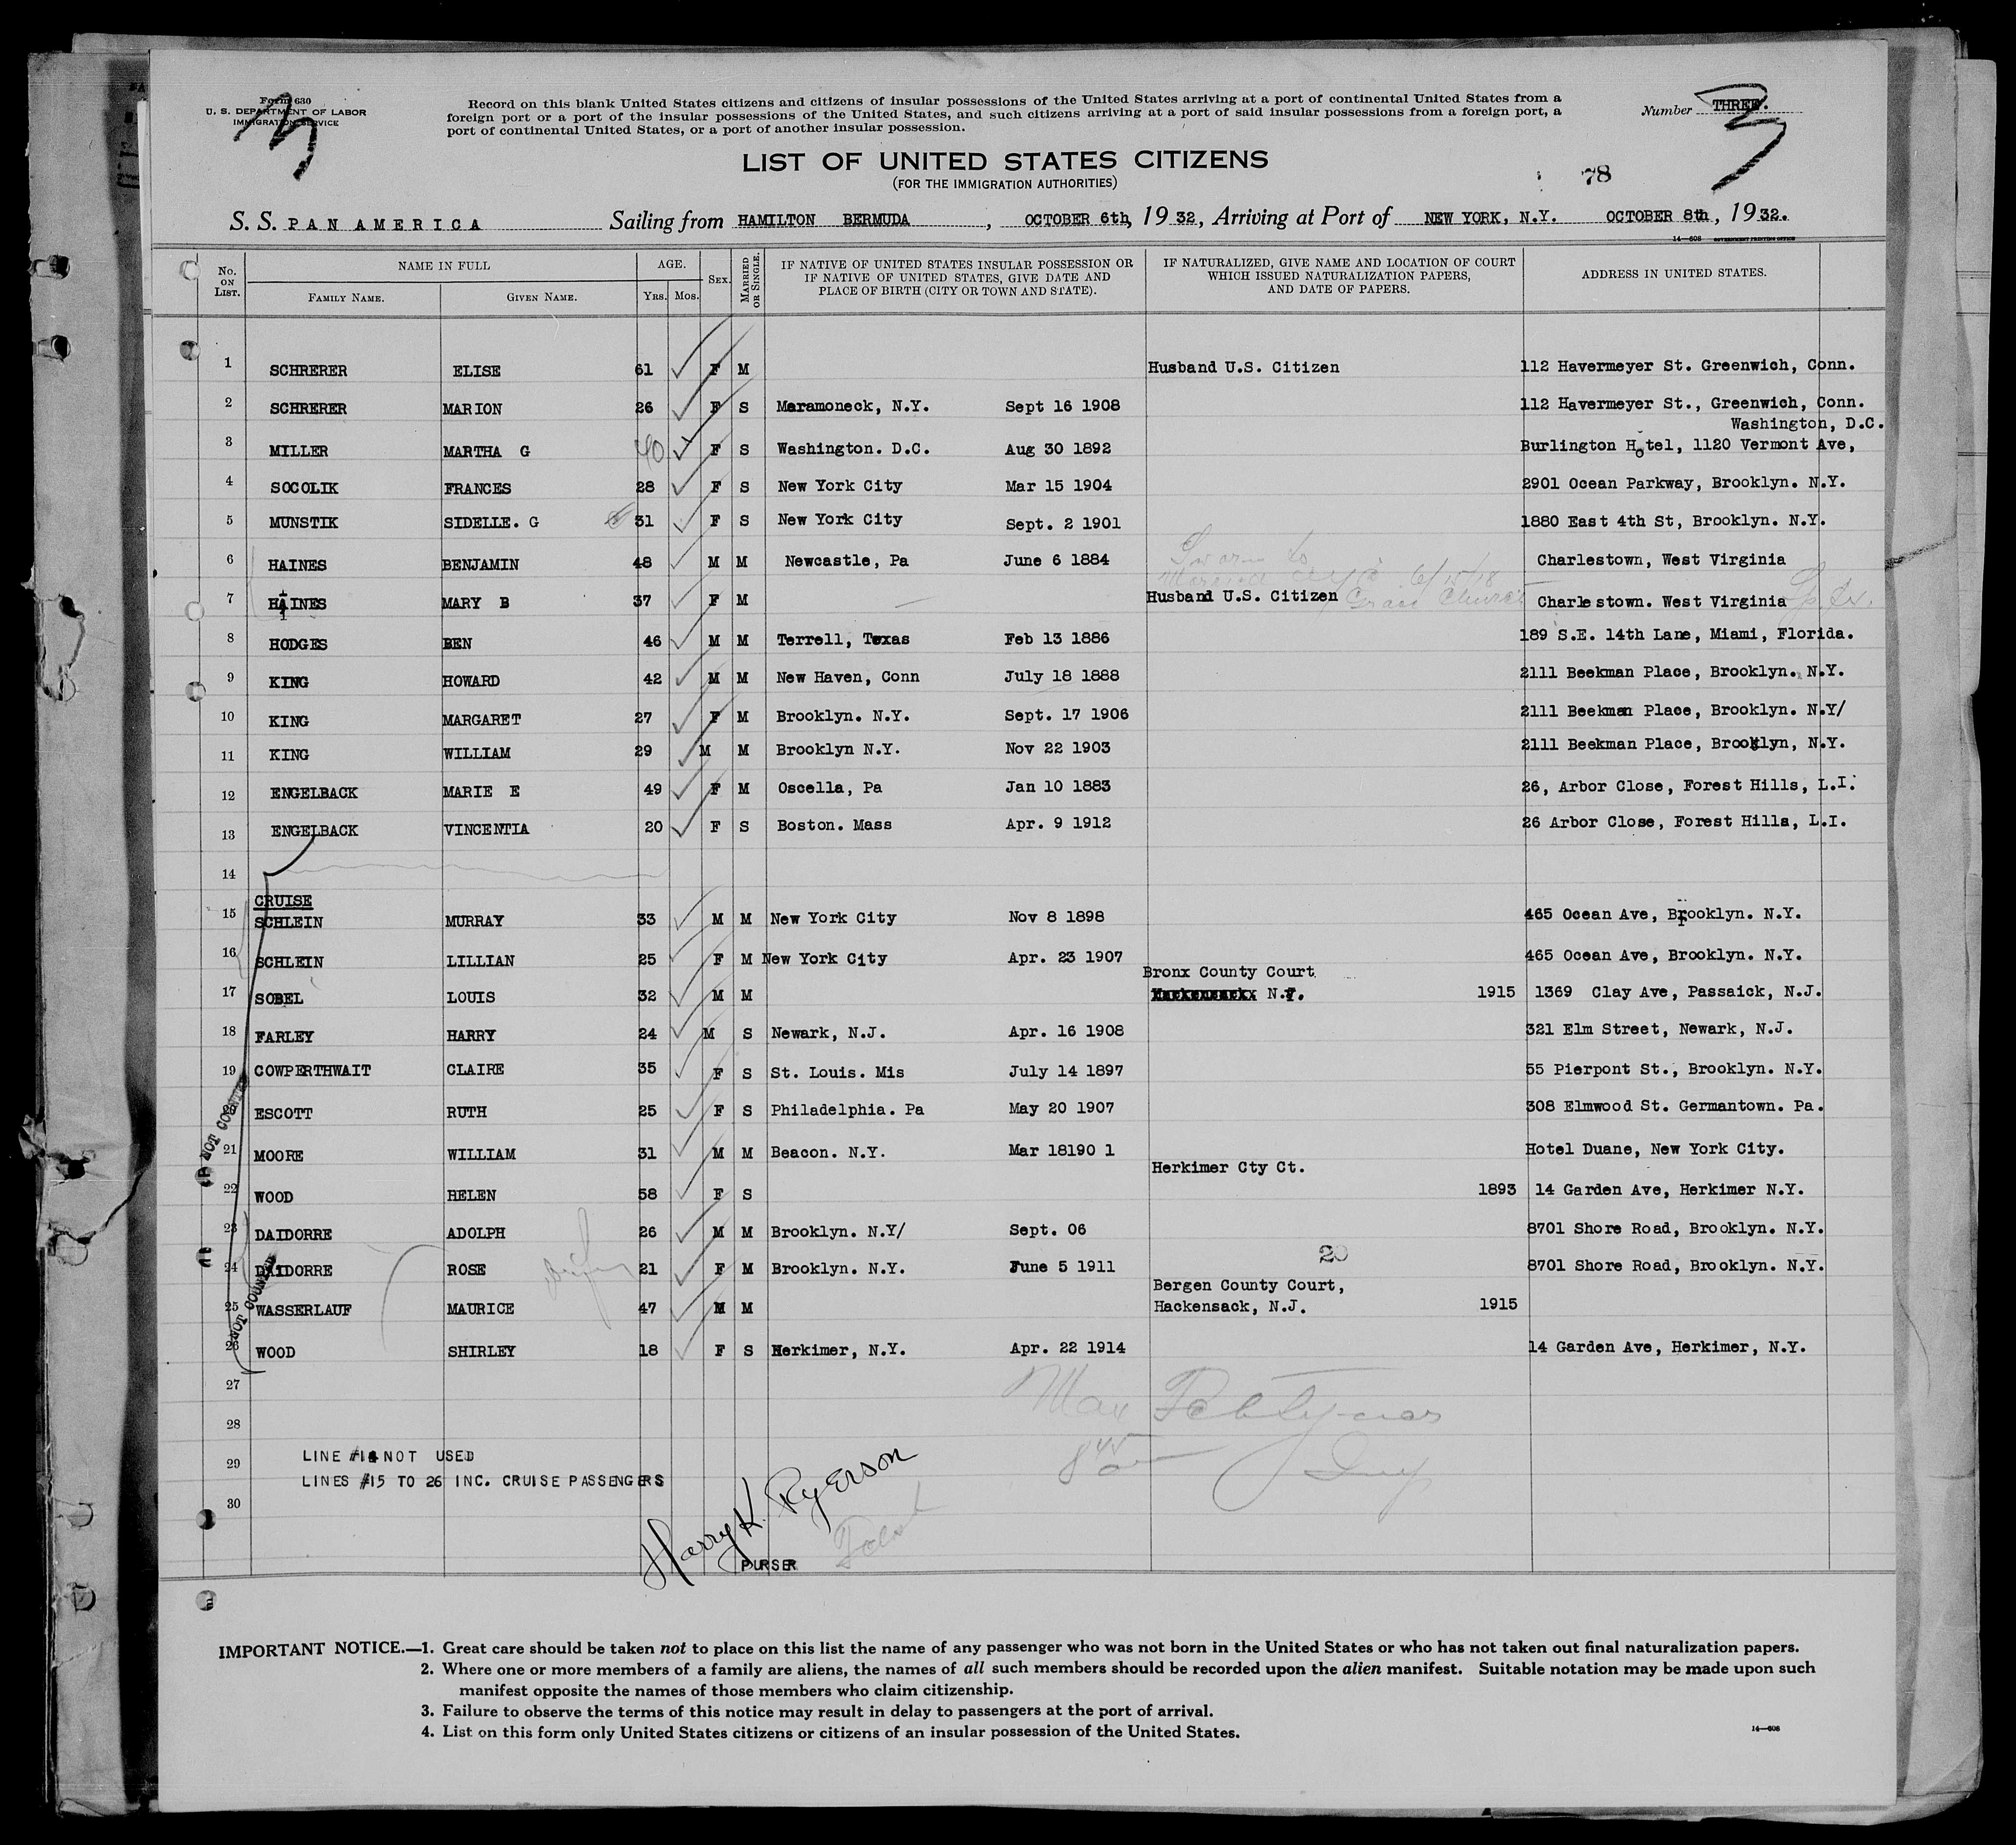 Form 630
U. S. DEPARTMENT OF LABOR
IMMIGRATION SERVICE
3
Record on this blank United States citizens and citizens of insular possessions of the United States arriving at a port of continental United States from a
foreign port or a port of the insular possessions of the United States, and such citizens arriving at a port of said insular possessions from a foreign port, a
port of continental United States, or a port of another insular possession.
Number THREE.
3
LIST OF UNITED STATES CITIZENS
(FOR THE IMMIGRATION AUTHORITIES)
78
S. S. PAN AMERICA Sailing from HAMILTON BERMUDA, OCTOBER 6th, 1932, Arriving at Port of NEW YORK, N.Y. OCTOBER 8th, 1932.
14—608 GOVERNMENT PRINTING OFFICE
No. ON LIST. NAME IN FULL FAMILY NAME. GIVEN NAME. AGE. YRS. MOS. SEX. MARRIED OR SINGLE. IF NATIVE OF UNITED STATES INSULAR POSSESSION OR IF NATIVE OF UNITED STATES, GIVE DATE AND PLACE OF BIRTH (CITY OR TOWN AND STATE). IF NATURALIZED, GIVE NAME AND LOCATION OF COURT WHICH ISSUED NATURALIZATION PAPERS, AND DATE OF PAPERS. ADDRESS IN UNITED STATES.
1 SCHRERER ELISE 61 F M Husband U.S. Citizen 112 Havermeyer St. Greenwich, Conn.
2 SCHRERER MARION 26 F S Maramoneck, N.Y. Sept 16 1908 112 Havermeyer St., Greenwich, Conn.
Washington, D.C.
3 MILLER MARTHA G 40 F S Washington. D.C. Aug 30 1892 Burlington Hotel, 1120 Vermont Ave,
4 SOCOLIK FRANCES 28 F S New York City Mar 15 1904 2901 Ocean Parkway, Brooklyn. N.Y.
5 MUNSTIK SIDELLE. G 31 F S New York City Sept. 2 1901 1880 East 4th St, Brooklyn. N.Y.
6 HAINES BENJAMIN 48 M M Newcastle, Pa June 6 1884 Charlestown, West Virginia
Sworn to
Married NYC 6/15/18
7 HAINES MARY B 37 F M — Husband U.S. Citizen Grace Church Charlestown. West Virginia
8 HODGES BEN 46 M M Terrell, Texas Feb 13 1886 189 S.E. 14th Lane, Miami, Florida.
9 KING HOWARD 42 M M New Haven, Conn July 18 1888 2111 Beekman Place, Brooklyn. N.Y.
10 KING MARGARET 27 F M Brooklyn. N.Y. Sept. 17 1906 2111 Beekman Place, Brooklyn. N.Y/
11 KING WILLIAM 29 M M Brooklyn N.Y. Nov 22 1903 2111 Beekman Place, Brooklyn, N.Y.
12 ENGELBACK MARIE E 49 F M Oscella, Pa Jan 10 1883 26, Arbor Close, Forest Hills, L.I.
13 ENGELBACK VINCENTIA 20 F S Boston. Mass Apr. 9 1912 26 Arbor Close, Forest Hills, L.I.
14
CRUISE
15 SCHLEIN MURRAY 33 M M New York City Nov 8 1898 465 Ocean Ave, Brooklyn. N.Y.
16 SCHLEIN LILLIAN 25 F M New York City Apr. 23 1907 465 Ocean Ave, Brooklyn. N.Y.
Bronx County Court
17 SOBEL LOUIS 32 M M N.Y. 1915 1369 Clay Ave, Passaick, N.J.
18 FARLEY HARRY 24 M S Newark, N.J. Apr. 16 1908 321 Elm Street, Newark, N.J.
19 COWPERTHWAIT CLAIRE 35 F S St. Louis. Mis July 14 1897 55 Pierpont St., Brooklyn. N.Y.
20 ESCOTT RUTH 25 F S Philadelphia. Pa May 20 1907 308 Elmwood St. Germantown. Pa.
NOT COUNTED
21 MOORE WILLIAM 31 M M Beacon. N.Y. Mar 18190 1 Hotel Duane, New York City.
Herkimer Cty Ct.
22 WOOD HELEN 58 F S 1893 14 Garden Ave, Herkimer N.Y.
23 DAIDORRE ADOLPH 26 M M Brooklyn. N.Y/ Sept. 06 8701 Shore Road, Brooklyn. N.Y.
20
24 DAIDORRE ROSE 21 F M Brooklyn. N.Y. June 5 1911 8701 Shore Road, Brooklyn. N.Y.
Bergen County Court,
25 WASSERLAUF MAURICE 47 M M Hackensack, N.J. 1915
NOT COUNTED
26 WOOD SHIRLEY 18 F S Herkimer, N.Y. Apr. 22 1914 14 Garden Ave, Herkimer, N.Y.
27
28
29
30
LINE #14 NOT USED
LINES #15 TO 26 INC. CRUISE PASSENGERS
Harry K. Ryerson
PURSER
IMPORTANT NOTICE.—1. Great care should be taken not to place on this list the name of any passenger who was not born in the United States or who has not taken out final naturalization papers.
2. Where one or more members of a family are aliens, the names of all such members should be recorded upon the alien manifest. Suitable notation may be made upon such
manifest opposite the names of those members who claim citizenship.
3. Failure to observe the terms of this notice may result in delay to passengers at the port of arrival.
4. List on this form only United States citizens or citizens of an insular possession of the United States.
14—608